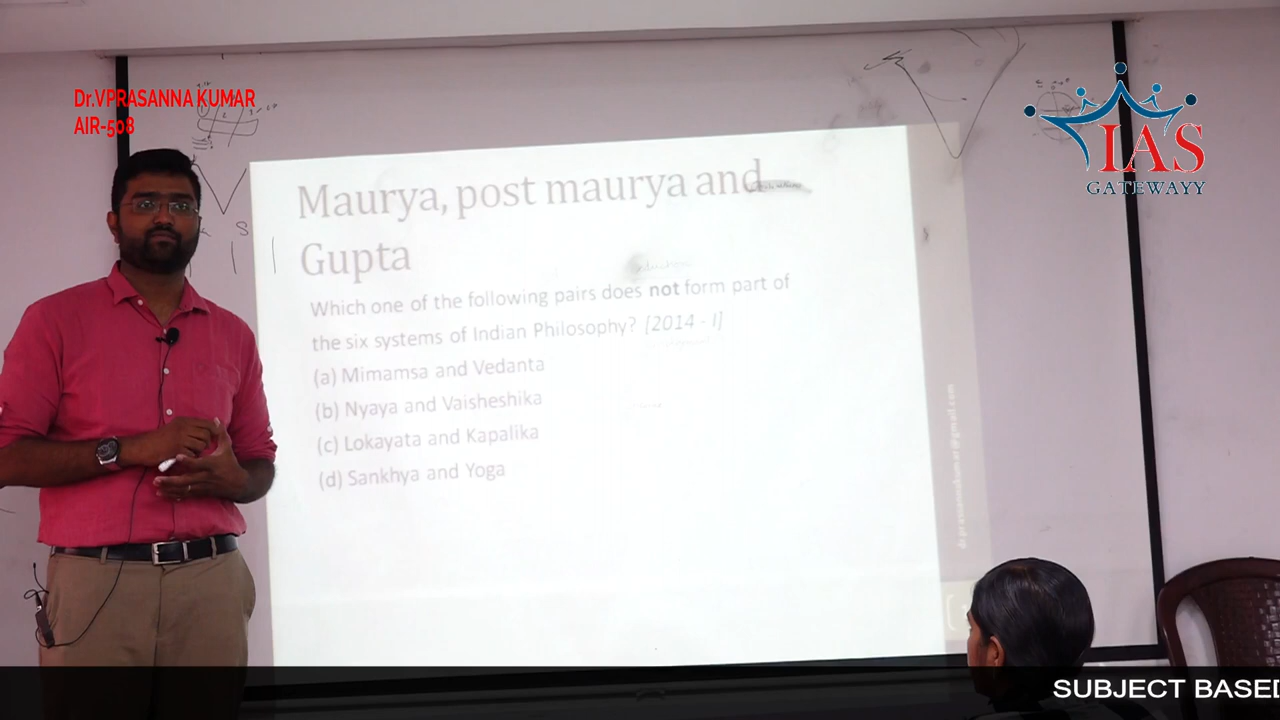 Dr.VPRASANNA KUMAR
AIR-508
IAS
GATEWAYY
Maurya, post maurya and
Gupta
Which one of the following pairs does not form part of
the six systems of Indian Philosophy? [2014 - I]
(a) Mimamsa and Vedanta
(b) Nyaya and Vaisheshika
(c) Lokayata and Kapalika
(d) Sankhya and Yoga
SUBJECT BASED